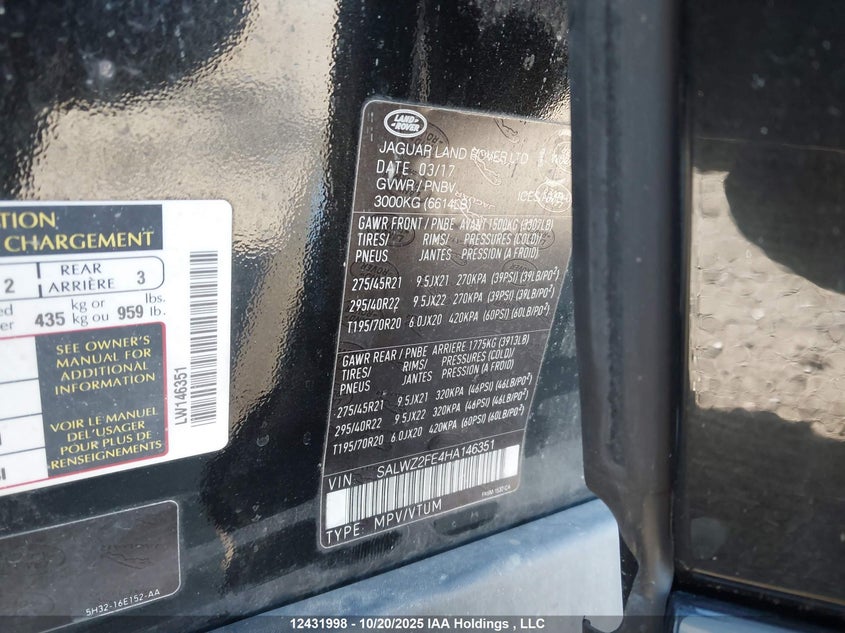 TION
CHARGEMENT
2 REAR ARRIÈRE 3
435 kg or kg ou 959 lbs. lb.
SEE OWNER'S
MANUAL FOR
ADDITIONAL
INFORMATION
VOIR LE MANUEL
DEL'USAGER
POUR PLUS DE
RENSEIGNEMENTS
LW146351
5H32-16E152-AA
LAND ROVER
JAGUAR LAND ROVER LTD
DATE 03/17
GVWR / PNBV
3000KG
GAWR FRONT / PNBE AVANT 1500KG (3307LB)
TIRES/ RIMS/ PRESSURES (COLD)/
PNEUS JANTES PRESSION (A FROID)
275/45R21 9.5JX21 270KPA (39PSI) (39LB/PO²)
295/40R22 9.5JX22 270KPA (39PSI) (39LB/PO²)
T195/70R20 6.0JX20 420KPA (60PSI) (60LB/PO²)
GAWR REAR / PNBE ARRIERE 1775KG (3913LB)
TIRES/ RIMS/ PRESSURES (COLD)/
PNEUS JANTES PRESSION (A FROID)
275/45R21 9.5JX21 320KPA (46PSI) (46LB/PO²)
295/40R22 9.5JX22 320KPA (46PSI) (46LB/PO²)
T195/70R20 6.0JX20 420KPA (60PSI) (60LB/PO²)
VIN: SALWZ2FE4HA146351
TYPE: MPV/VTUM
12431998 - 10/20/2025 IAA Holdings , LLC